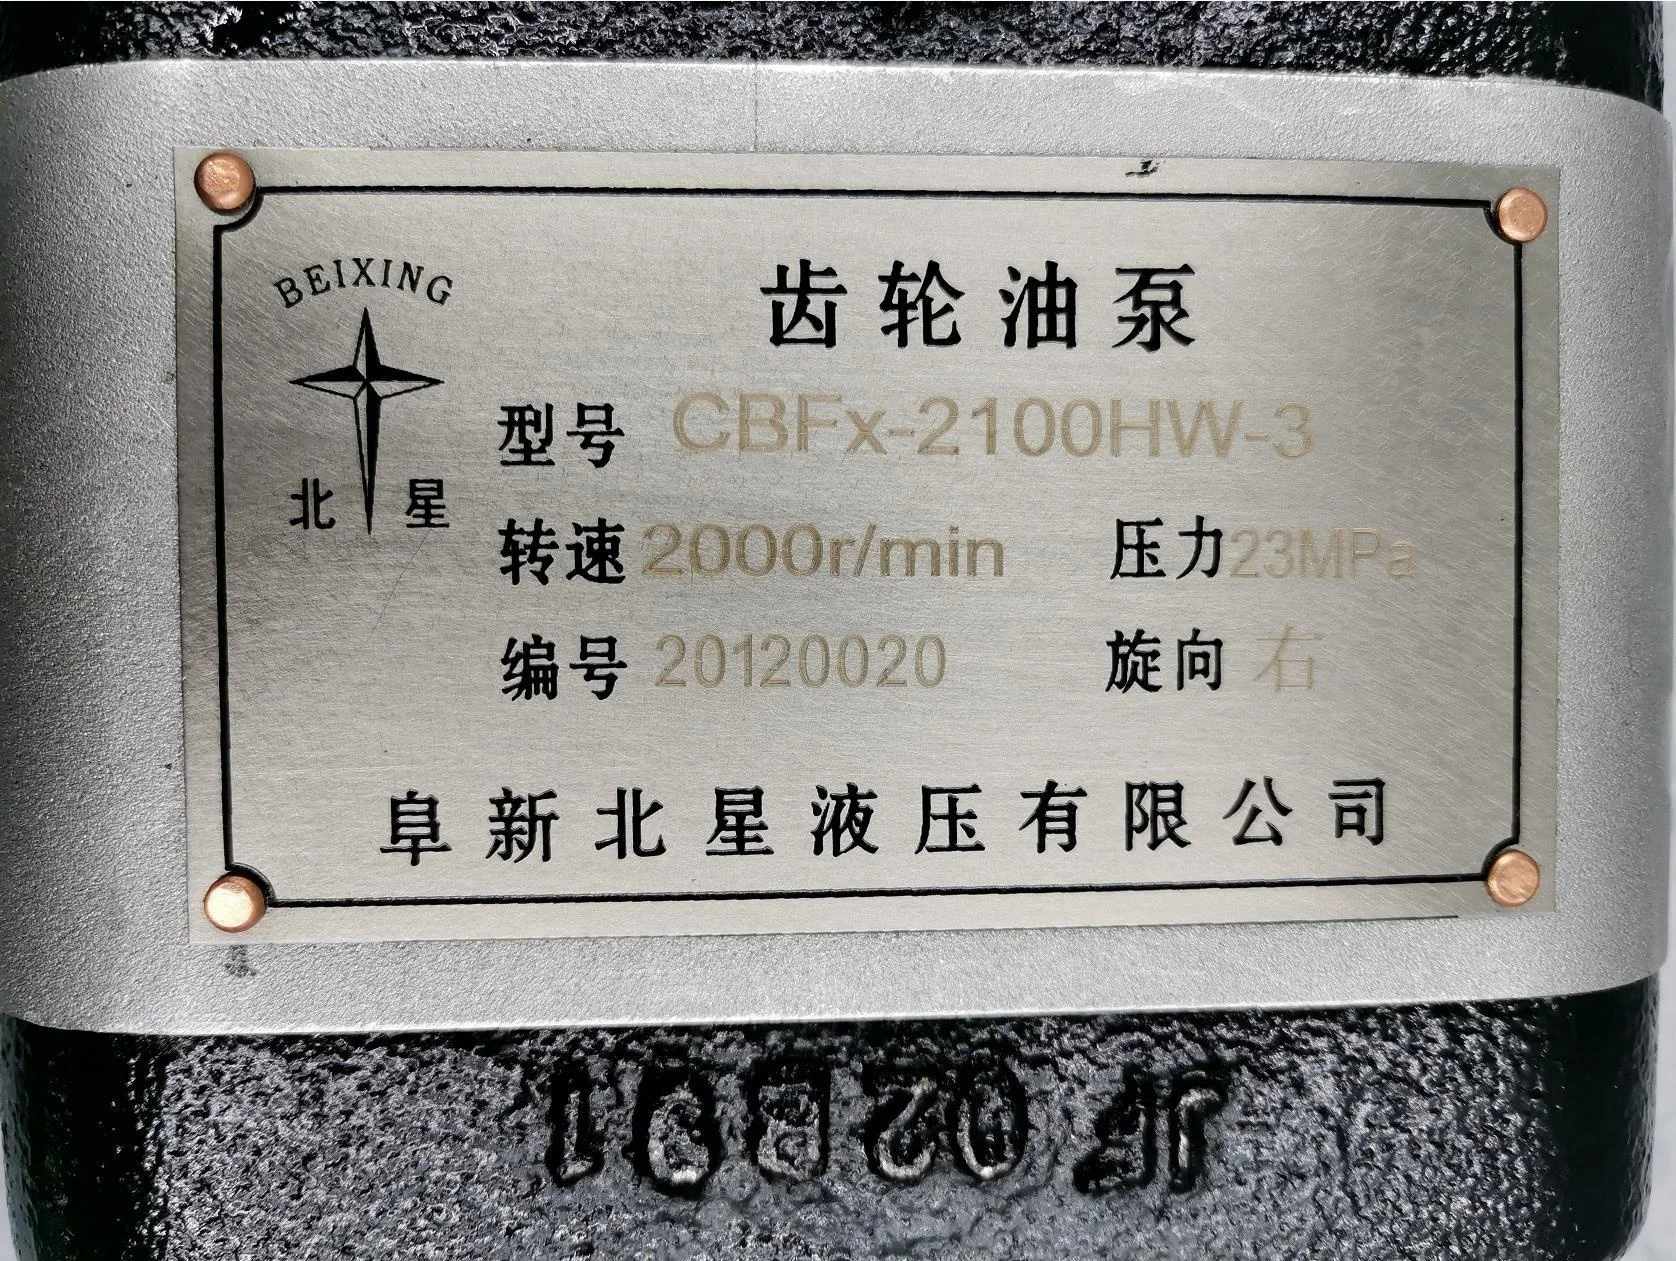 BEIXING
北 星
齿轮油泵
型号 CBFx-2100HW-3
转速 2000r/min 压力 23MPa
编号 20120020 旋向 右
阜新北星液压有限公司